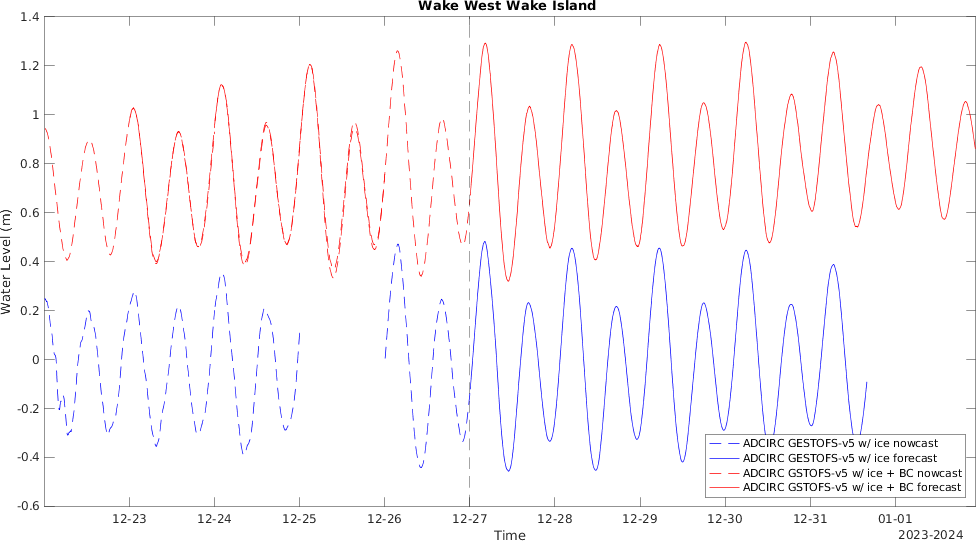 Wake West Wake Island
1.4
1.2
1
0.8
0.6
0.4
0.2
0
-0.2
-0.4
-0.6
Water Level (m)
ADCIRC GESTOFS-v5 w/ ice nowcast
ADCIRC GESTOFS-v5 w/ ice forecast
ADCIRC GSTOFS-v5 w/ ice + BC nowcast
ADCIRC GSTOFS-v5 w/ ice + BC forecast
12-23 12-24 12-25 12-26 12-27 12-28 12-29 12-30 12-31 01-01
Time
2023-2024